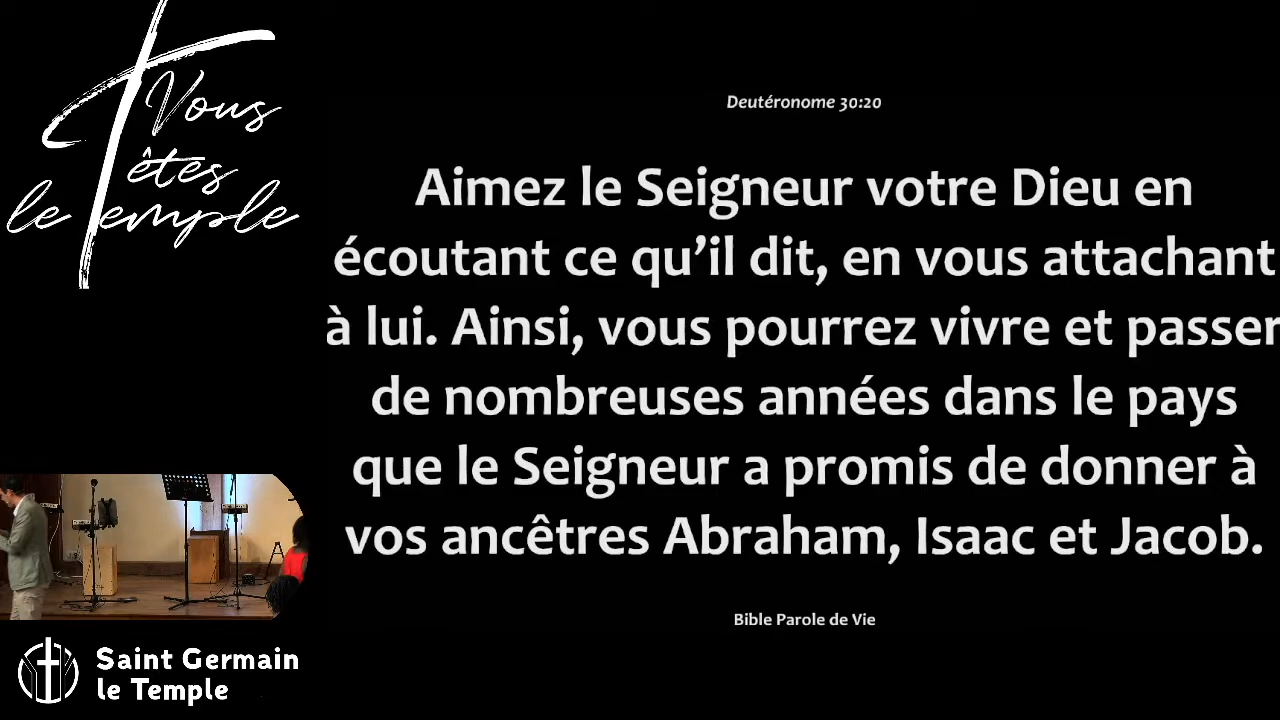 Vous
êtes
le Temple
Deutéronome 30:20
Aimez le Seigneur votre Dieu en
écoutant ce qu’il dit, en vous attachant
à lui. Ainsi, vous pourrez vivre et passer
de nombreuses années dans le pays
que le Seigneur a promis de donner à
vos ancêtres Abraham, Isaac et Jacob.
Bible Parole de Vie
Saint Germain
le Temple